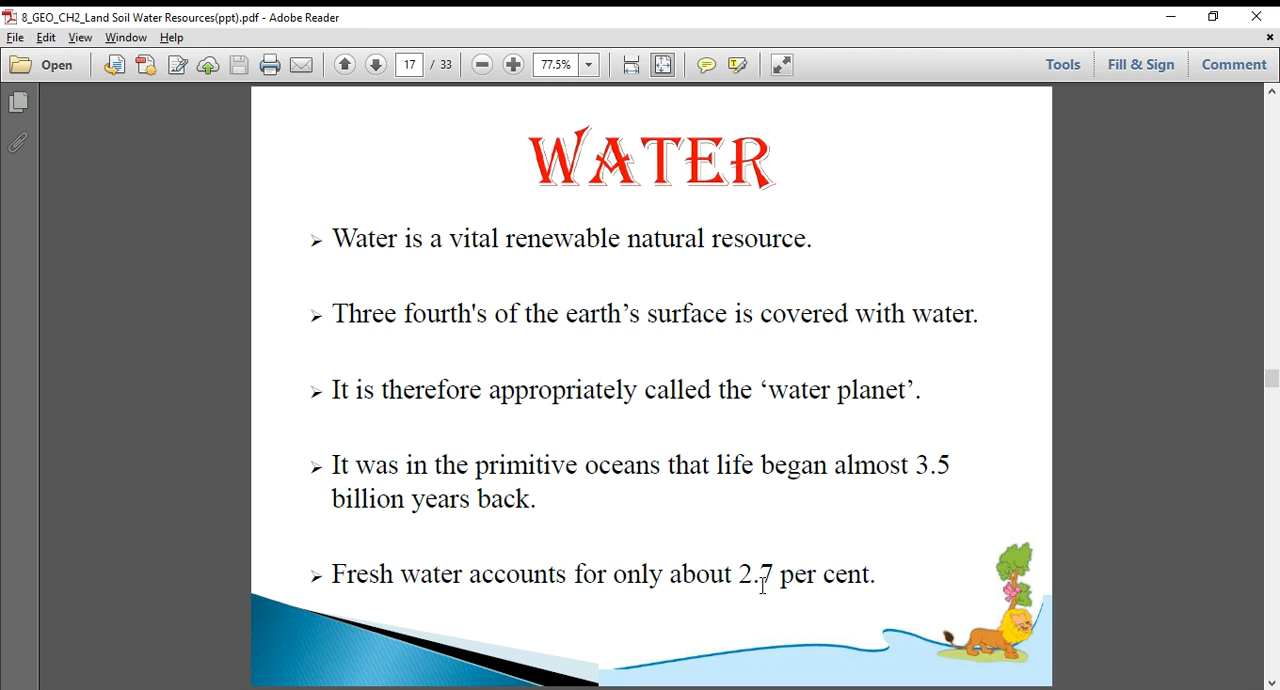 8_GEO_CH2_Land Soil Water Resources(ppt).pdf - Adobe Reader
File Edit View Window Help
Open 17 / 33 77.5% Tools Fill & Sign Comment
WATER
➢ Water is a vital renewable natural resource.
➢ Three fourth's of the earth’s surface is covered with water.
➢ It is therefore appropriately called the ‘water planet’.
➢ It was in the primitive oceans that life began almost 3.5
billion years back.
➢ Fresh water accounts for only about 2.7 per cent.